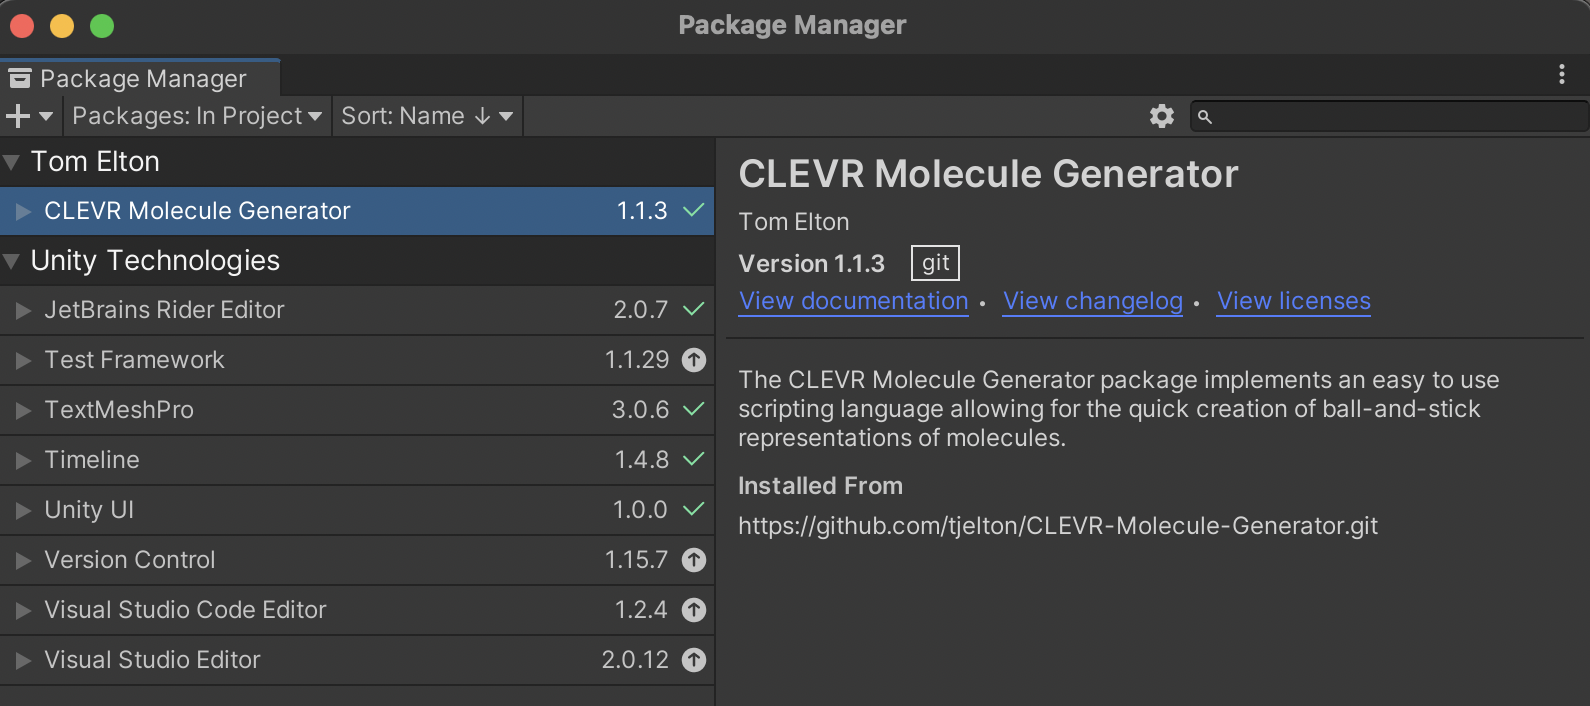 Package Manager
Package Manager
Packages: In Project
Sort: Name ↓
Tom Elton
CLEVR Molecule Generator 1.1.3
Unity Technologies
JetBrains Rider Editor 2.0.7
Test Framework 1.1.29
TextMeshPro 3.0.6
Timeline 1.4.8
Unity UI 1.0.0
Version Control 1.15.7
Visual Studio Code Editor 1.2.4
Visual Studio Editor 2.0.12
CLEVR Molecule Generator
Tom Elton
Version 1.1.3 git
View documentation • View changelog • View licenses
The CLEVR Molecule Generator package implements an easy to use
scripting language allowing for the quick creation of ball-and-stick
representations of molecules.
Installed From
https://github.com/tjelton/CLEVR-Molecule-Generator.git